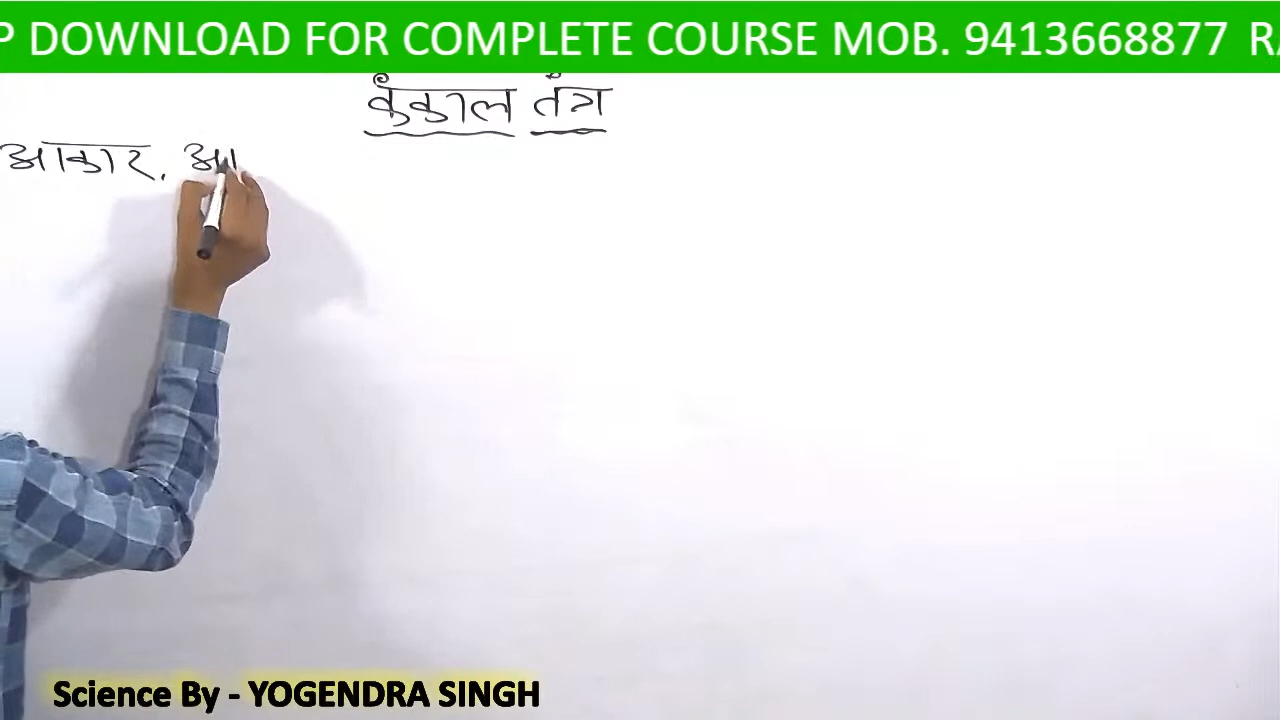 P DOWNLOAD FOR COMPLETE COURSE MOB. 9413668877 R
कंकाल तंत्र
आकार, आ
Science By - YOGENDRA SINGH